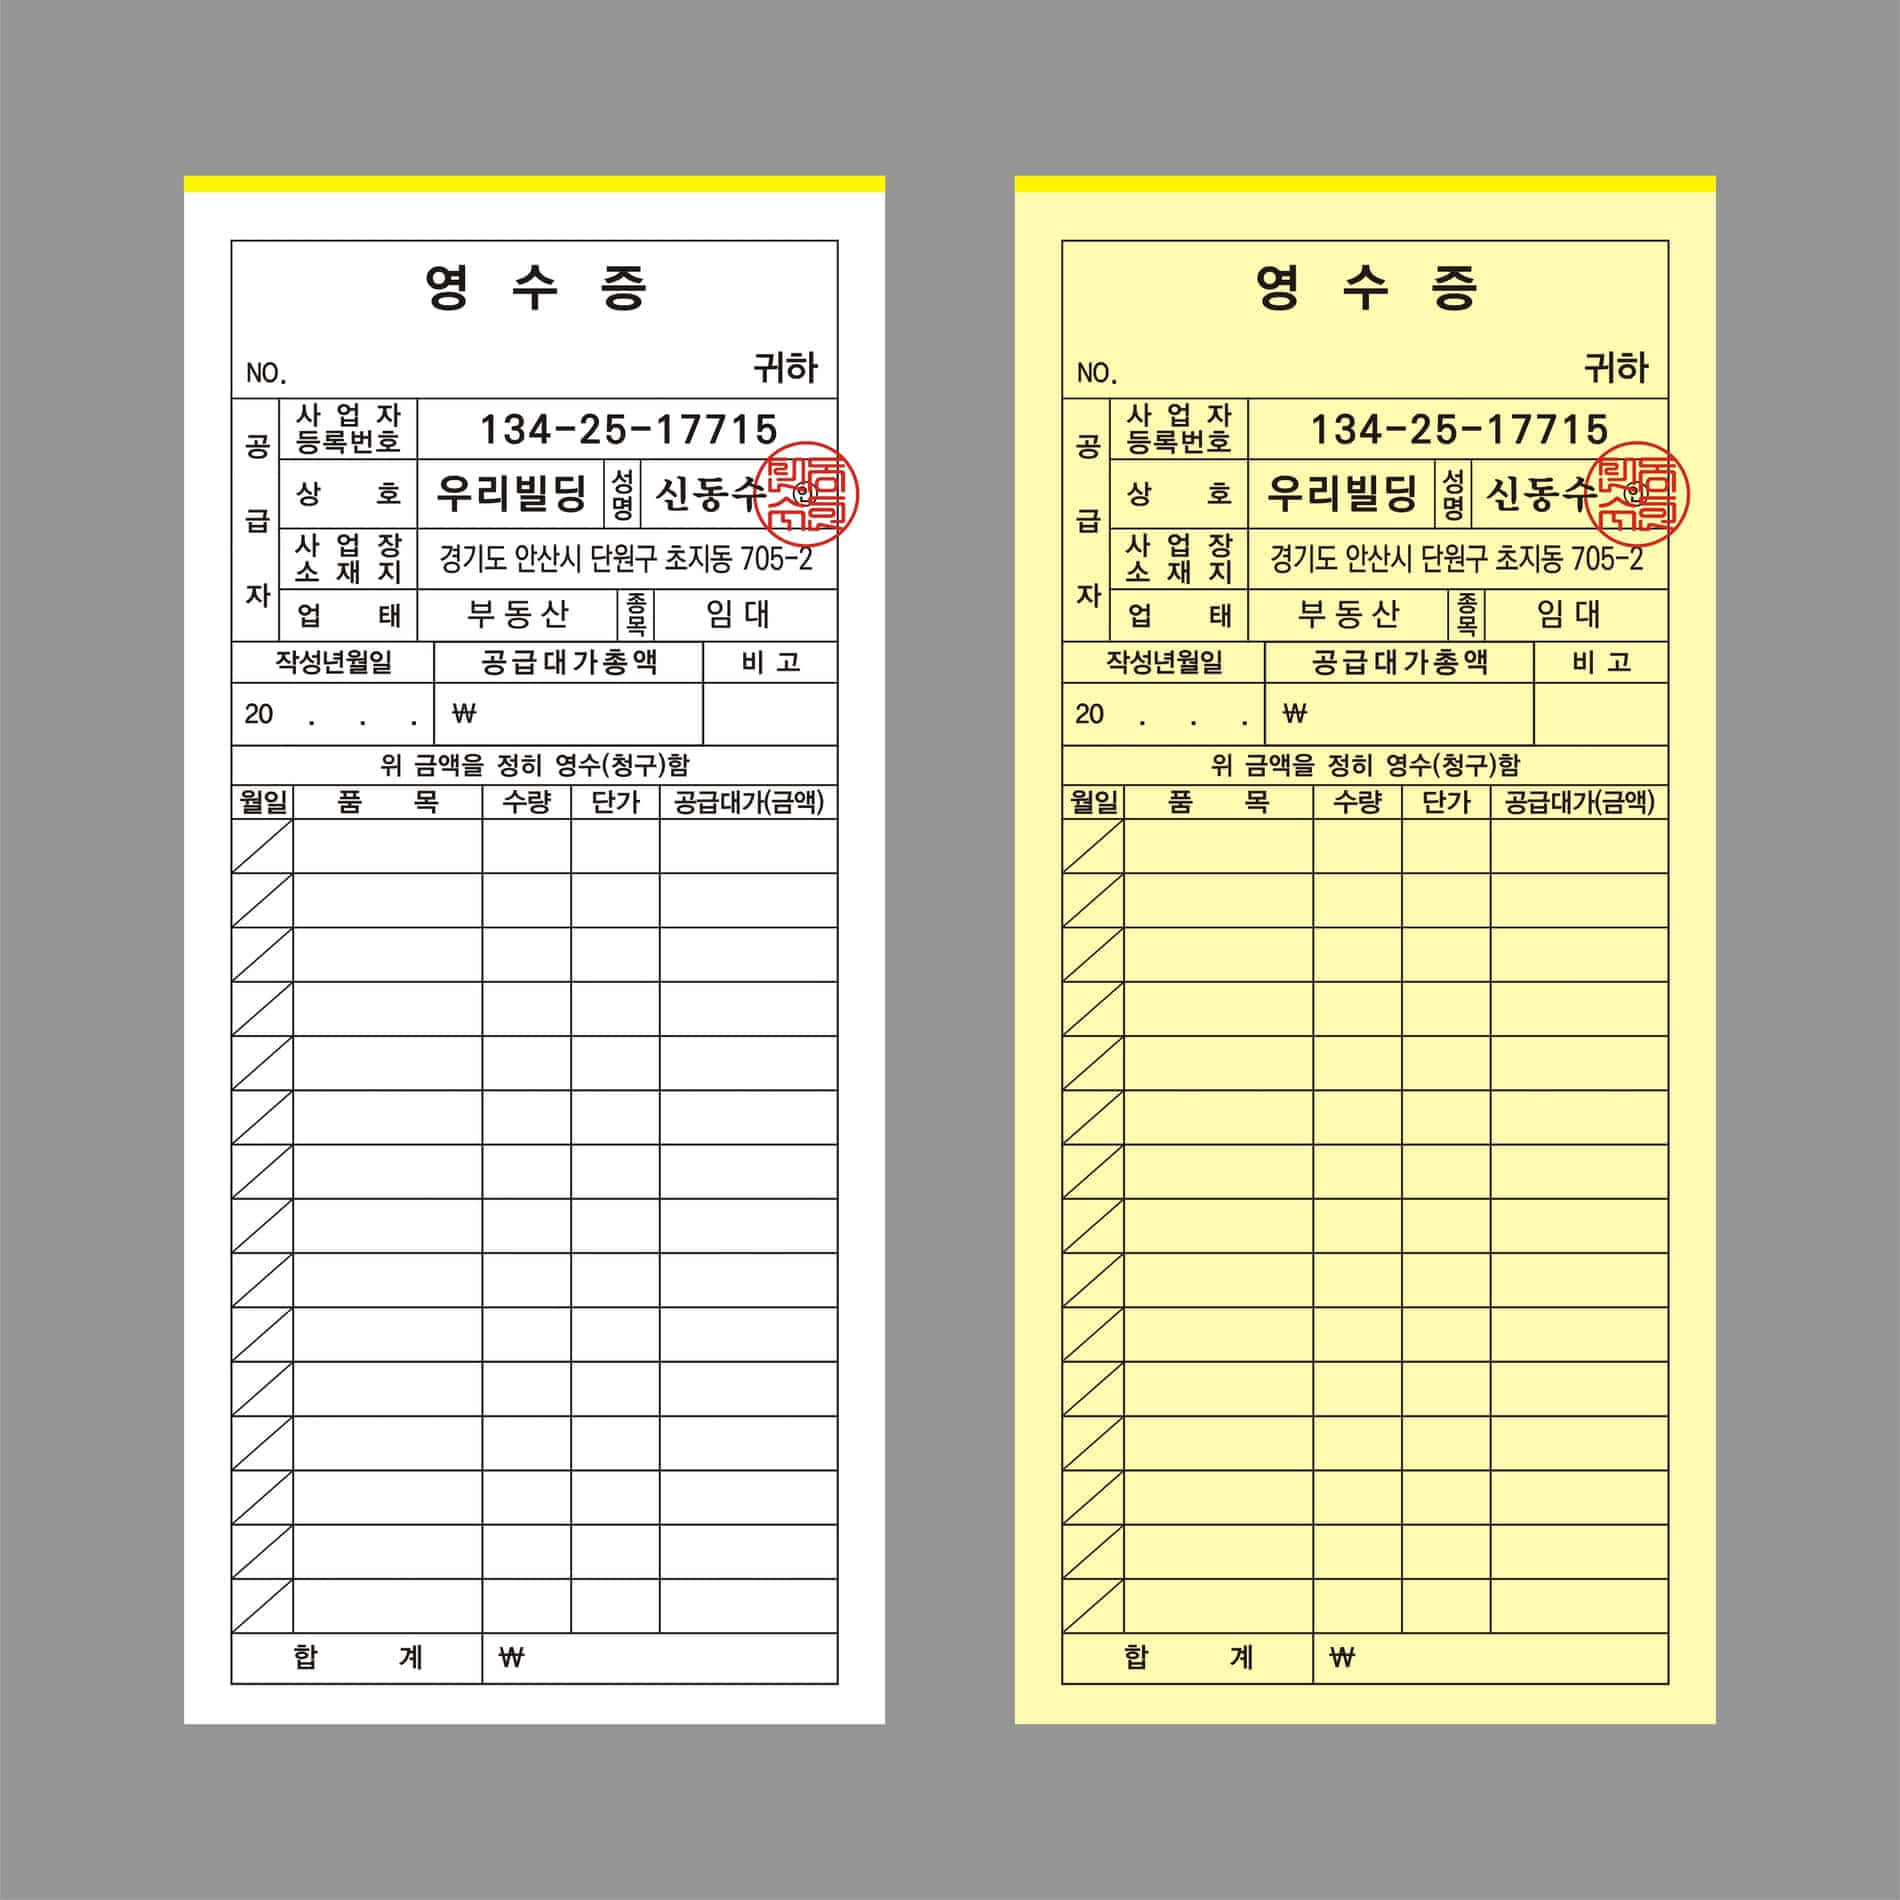 영 수 증
NO. 귀하
공급자
사업자등록번호 134-25-17715
상 호 우리빌딩 성명 신동수 인
사업장소재지 경기도 안산시 단원구 초지동 705-2
업 태 부동산 종목 임대
작성년월일 공급대가총액 비고
20 . . . ₩
위 금액을 정히 영수(청구)함
월일 품 목 수량 단가 공급대가(금액)
합 계 ₩
영 수 증
NO. 귀하
공급자
사업자등록번호 134-25-17715
상 호 우리빌딩 성명 신동수 인
사업장소재지 경기도 안산시 단원구 초지동 705-2
업 태 부동산 종목 임대
작성년월일 공급대가총액 비고
20 . . . ₩
위 금액을 정히 영수(청구)함
월일 품 목 수량 단가 공급대가(금액)
합 계 ₩